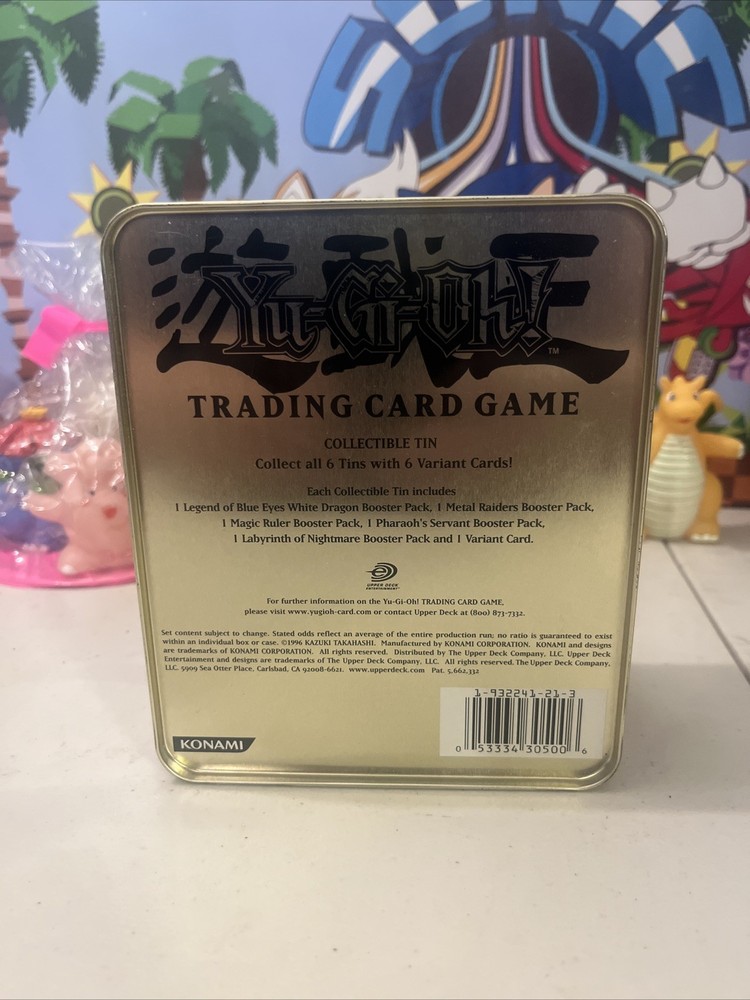 遊戯王
Yu-Gi-Oh!™
TRADING CARD GAME
COLLECTIBLE TIN
Collect all 6 Tins with 6 Variant Cards!
Each Collectible Tin includes
1 Legend of Blue Eyes White Dragon Booster Pack, 1 Metal Raiders Booster Pack,
1 Magic Ruler Booster Pack, 1 Pharaoh's Servant Booster Pack,
1 Labyrinth of Nightmare Booster Pack and 1 Variant Card.
UPPER DECK
ENTERTAINMENT
For further information on the Yu-Gi-Oh! TRADING CARD GAME,
please visit www.yugioh-card.com or contact Upper Deck at (800) 873-7332.
Set content subject to change. Stated odds reflect an average of the entire production run; no ratio is guaranteed to exist
within an individual box or case. ©1996 KAZUKI TAKAHASHI. Manufactured by KONAMI CORPORATION. KONAMI and designs
are trademarks of KONAMI CORPORATION. All rights reserved. Distributed by The Upper Deck Company, LLC. Upper Deck
Entertainment and designs are trademarks of The Upper Deck Company, LLC. All rights reserved. The Upper Deck Company,
LLC. 5909 Sea Otter Place, Carlsbad, CA 92008-6621. www.upperdeck.com Pat. 5,662,332
1-932241-21-3
0 53334 30500 6
KONAMI